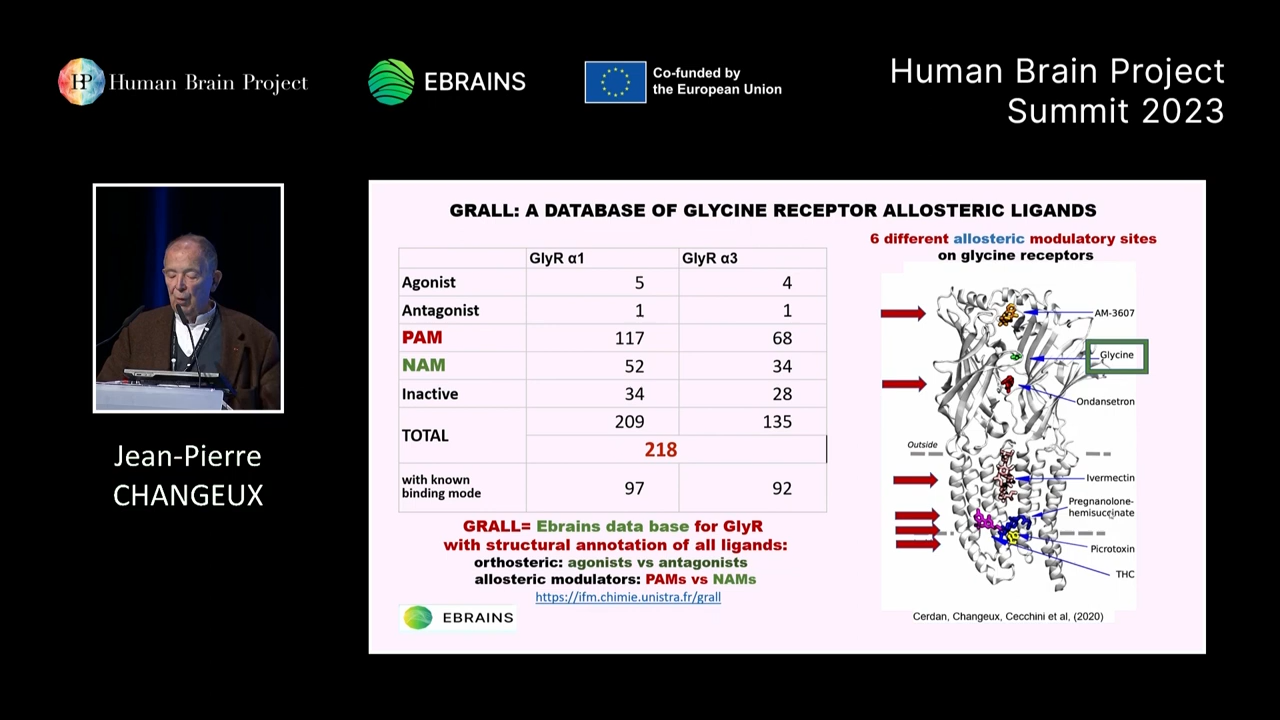 HP Human Brain Project
EBRAINS
Co-funded by
the European Union
Human Brain Project
Summit 2023
Jean-Pierre
CHANGEUX
GRALL: A DATABASE OF GLYCINE RECEPTOR ALLOSTERIC LIGANDS
GlyR α1 GlyR α3
Agonist 5 4
Antagonist 1 1
PAM 117 68
NAM 52 34
Inactive 34 28
TOTAL 209 135
218
with known
binding mode 97 92
GRALL= Ebrains data base for GlyR
with structural annotation of all ligands:
orthosteric: agonists vs antagonists
allosteric modulators: PAMs vs NAMs
https://ifm.chimie.unistra.fr/grall
EBRAINS
6 different allosteric modulatory sites
on glycine receptors
AM-3607
Glycine
Ondansetron
Outside
Ivermectin
Pregnanolone-
hemisuccinate
Picrotoxin
THC
Cerdan, Changeux, Cecchini et al, (2020)